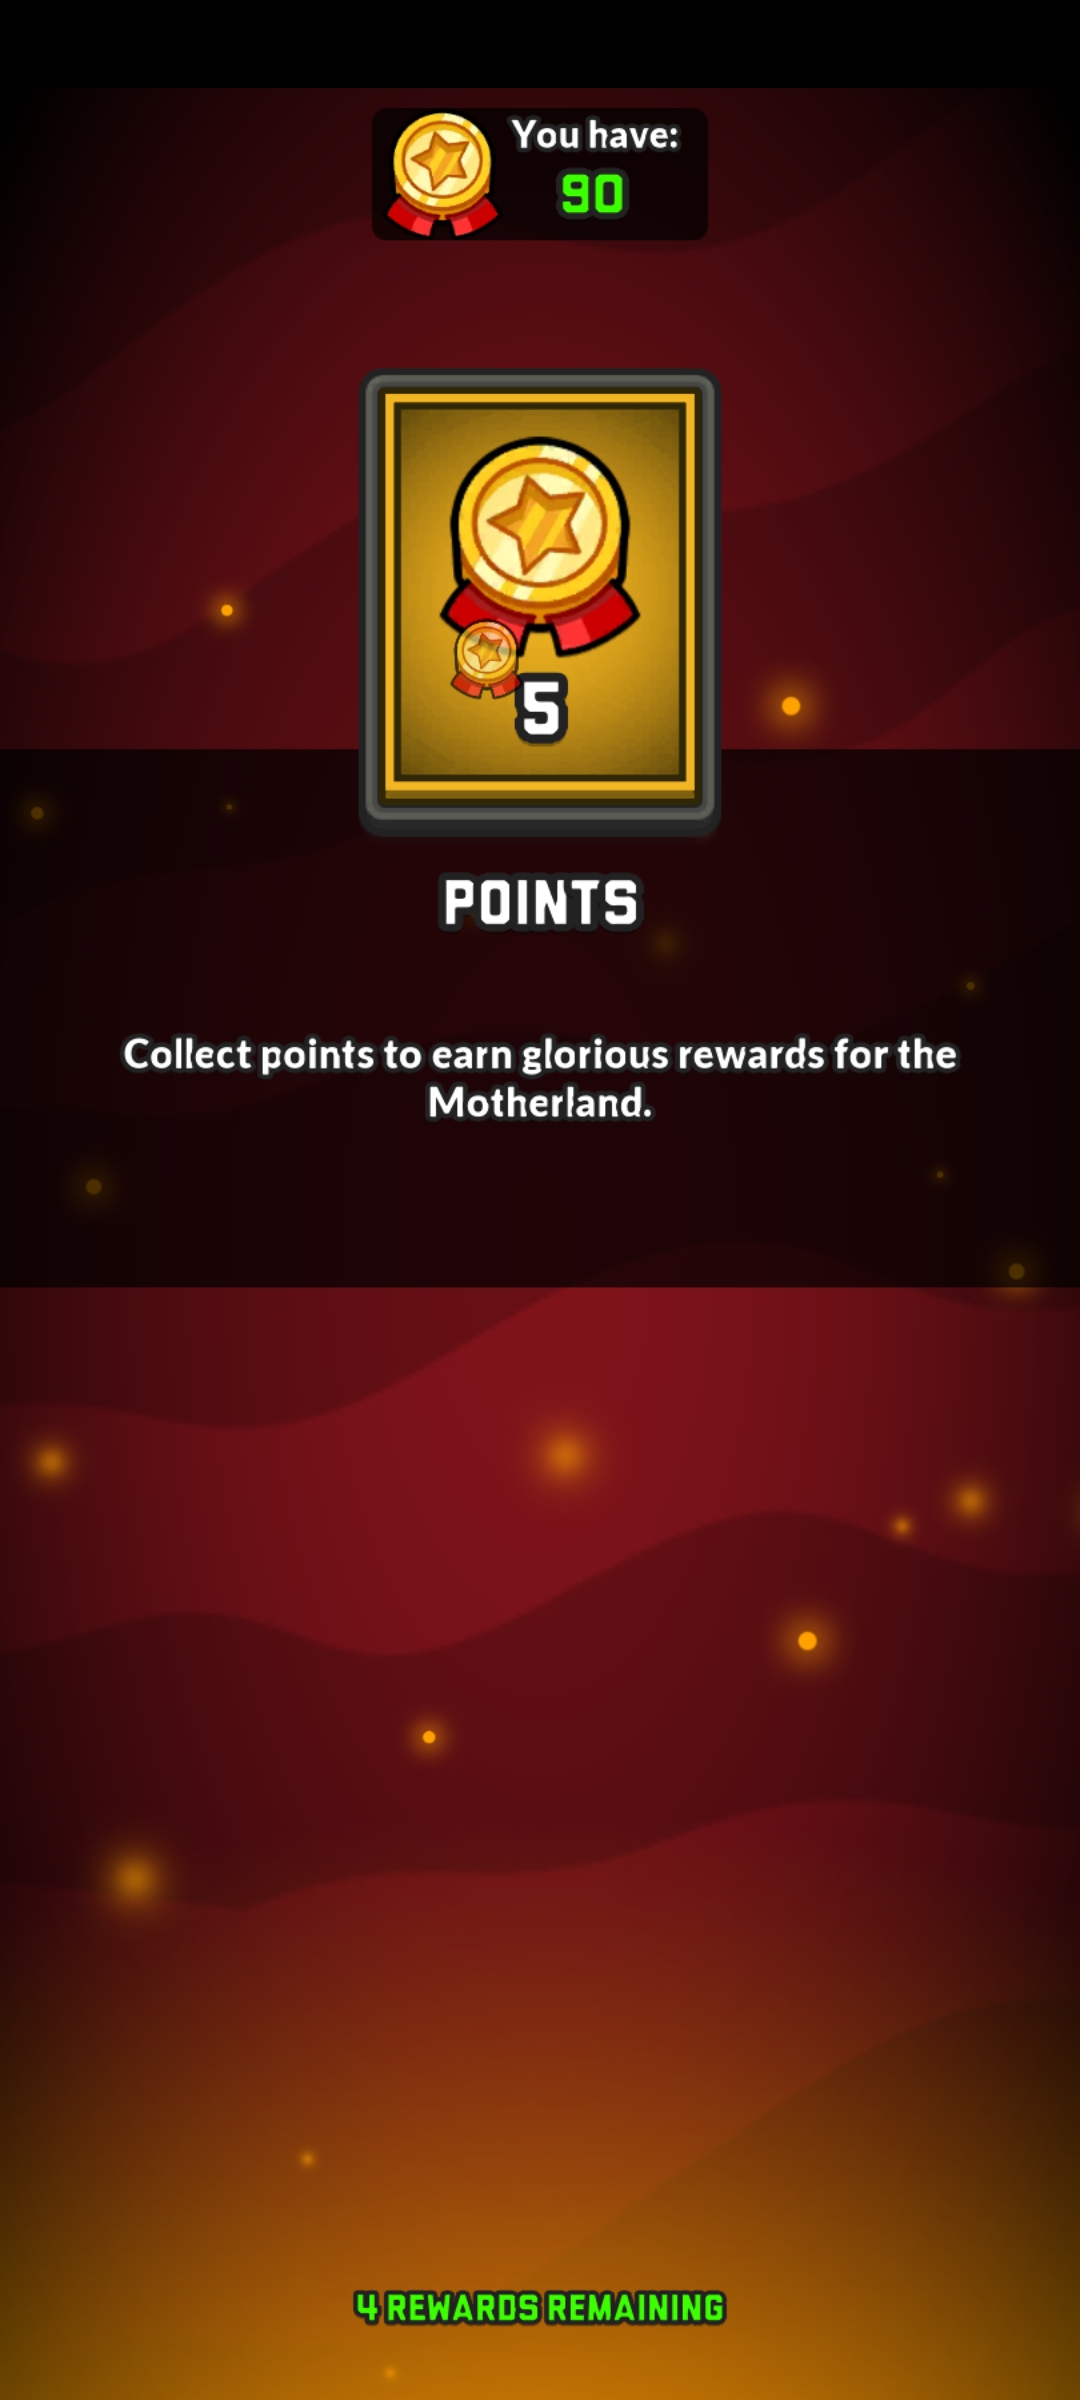 You have:
90
5
POINTS
Collect points to earn glorious rewards for the
Motherland.
4 REWARDS REMAINING